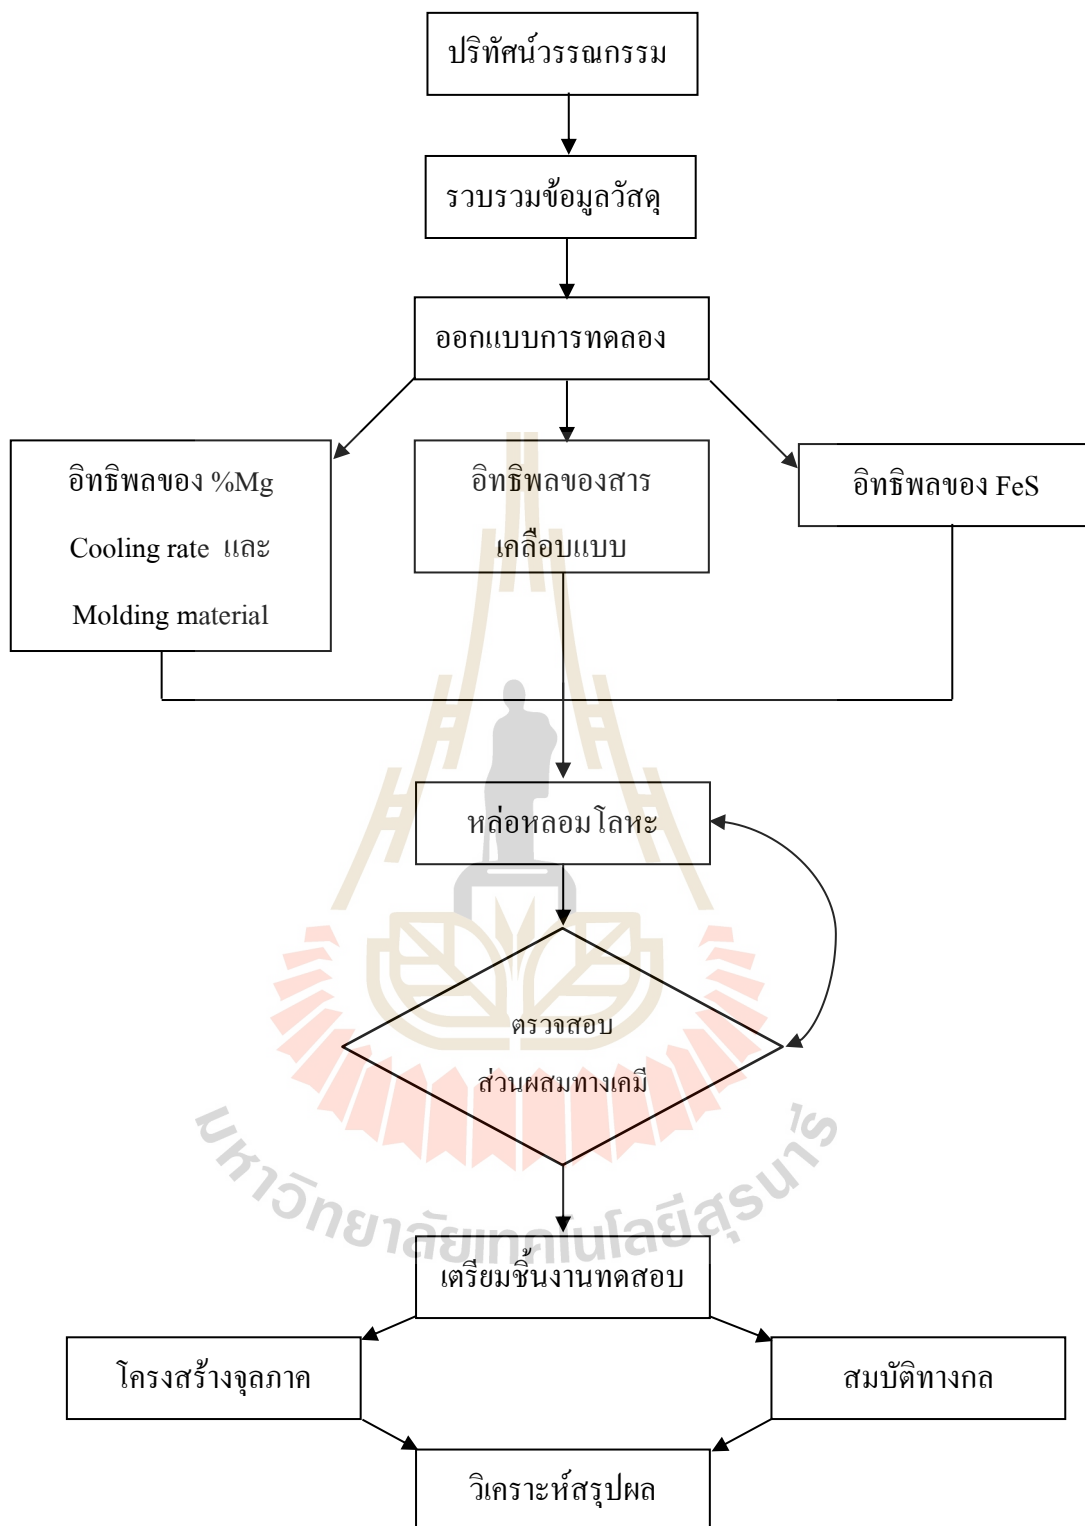 ปริทัศน์วรรณกรรม
รวบรวมข้อมูลวัสดุ
ออกแบบการทดลอง
อิทธิพลของ %Mg
Cooling rate และ
Molding material
อิทธิพลของสาร
เคลือบแบบ
อิทธิพลของ FeS
หล่อหลอมโลหะ
ตรวจสอบ
ส่วนผสมทางเคมี
มหาวิทยาลัยเทคโนโลยีสุรนารี
เตรียมชิ้นงานทดสอบ
โครงสร้างจุลภาค
สมบัติทางกล
วิเคราะห์สรุปผล